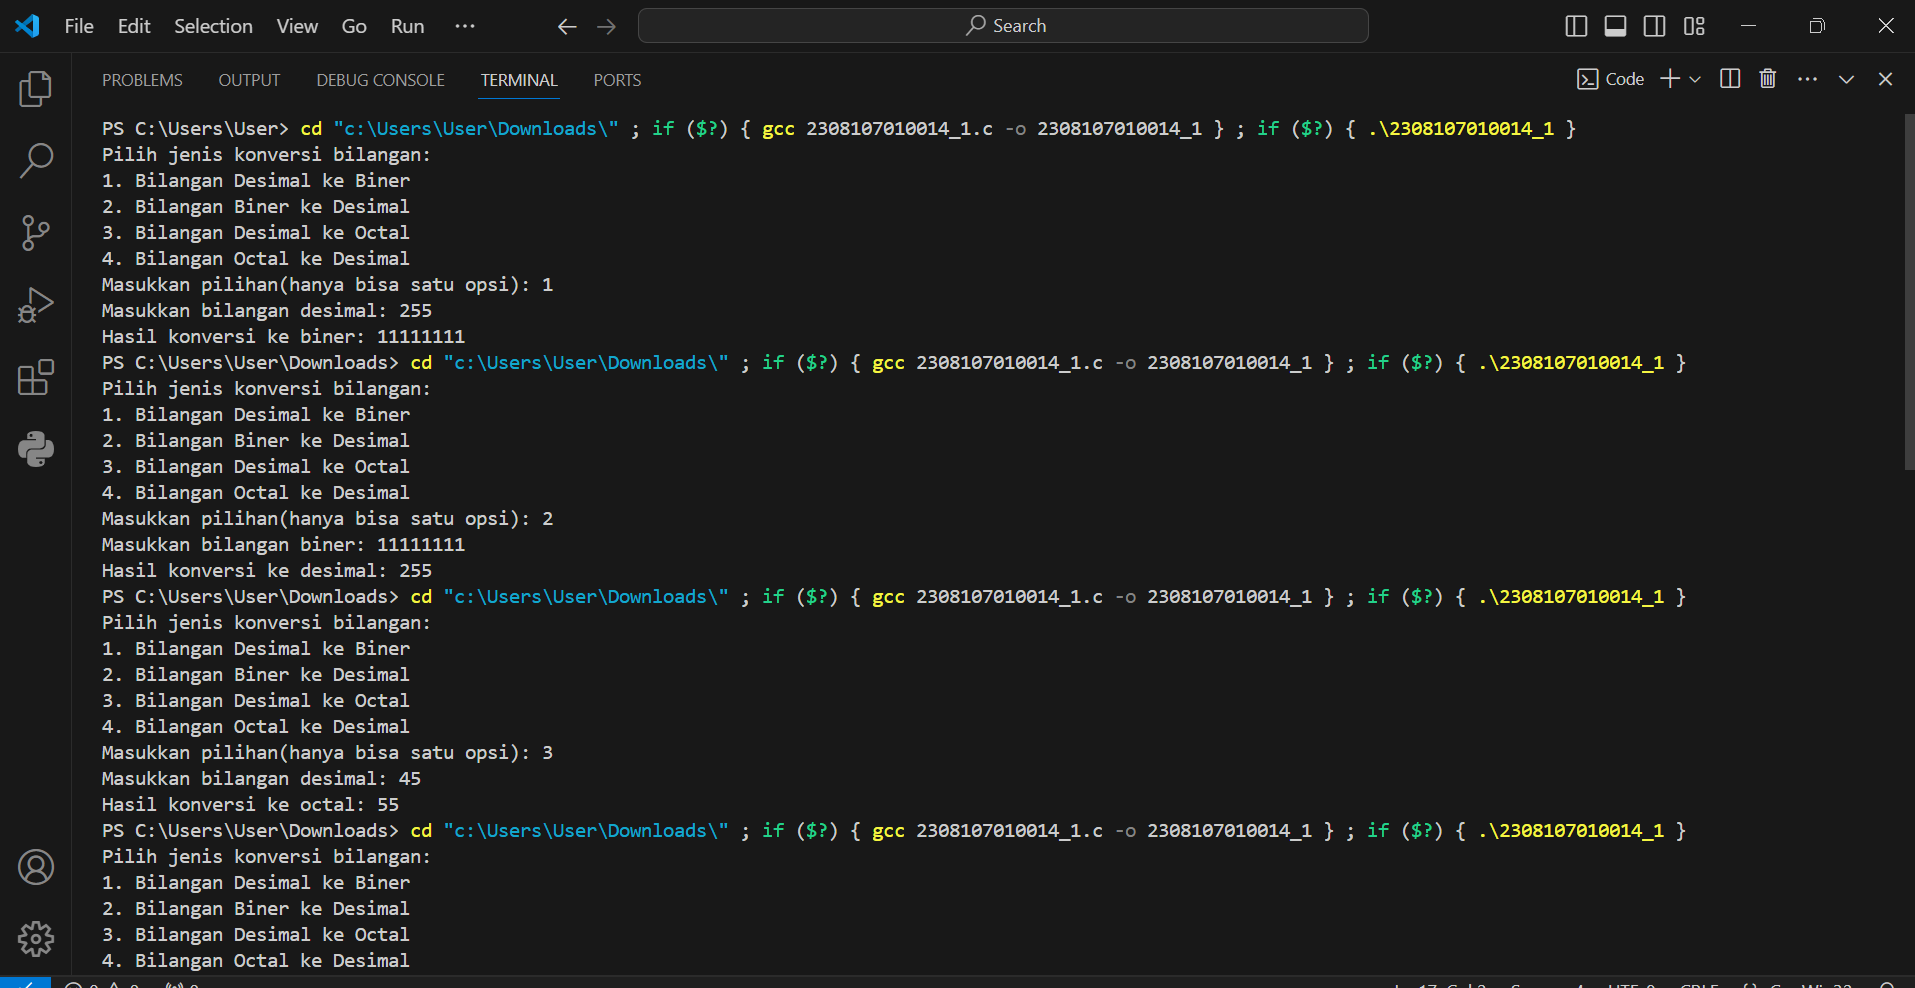 File Edit Selection View Go Run ··· Search
PROBLEMS OUTPUT DEBUG CONSOLE TERMINAL PORTS Code
PS C:\Users\User> cd "c:\Users\User\Downloads\" ; if ($?) { gcc 2308107010014_1.c -o 2308107010014_1 } ; if ($?) { .\2308107010014_1 }
Pilih jenis konversi bilangan:
1. Bilangan Desimal ke Biner
2. Bilangan Biner ke Desimal
3. Bilangan Desimal ke Octal
4. Bilangan Octal ke Desimal
Masukkan pilihan(hanya bisa satu opsi): 1
Masukkan bilangan desimal: 255
Hasil konversi ke biner: 11111111
PS C:\Users\User\Downloads> cd "c:\Users\User\Downloads\" ; if ($?) { gcc 2308107010014_1.c -o 2308107010014_1 } ; if ($?) { .\2308107010014_1 }
Pilih jenis konversi bilangan:
1. Bilangan Desimal ke Biner
2. Bilangan Biner ke Desimal
3. Bilangan Desimal ke Octal
4. Bilangan Octal ke Desimal
Masukkan pilihan(hanya bisa satu opsi): 2
Masukkan bilangan biner: 11111111
Hasil konversi ke desimal: 255
PS C:\Users\User\Downloads> cd "c:\Users\User\Downloads\" ; if ($?) { gcc 2308107010014_1.c -o 2308107010014_1 } ; if ($?) { .\2308107010014_1 }
Pilih jenis konversi bilangan:
1. Bilangan Desimal ke Biner
2. Bilangan Biner ke Desimal
3. Bilangan Desimal ke Octal
4. Bilangan Octal ke Desimal
Masukkan pilihan(hanya bisa satu opsi): 3
Masukkan bilangan desimal: 45
Hasil konversi ke octal: 55
PS C:\Users\User\Downloads> cd "c:\Users\User\Downloads\" ; if ($?) { gcc 2308107010014_1.c -o 2308107010014_1 } ; if ($?) { .\2308107010014_1 }
Pilih jenis konversi bilangan:
1. Bilangan Desimal ke Biner
2. Bilangan Biner ke Desimal
3. Bilangan Desimal ke Octal
4. Bilangan Octal ke Desimal